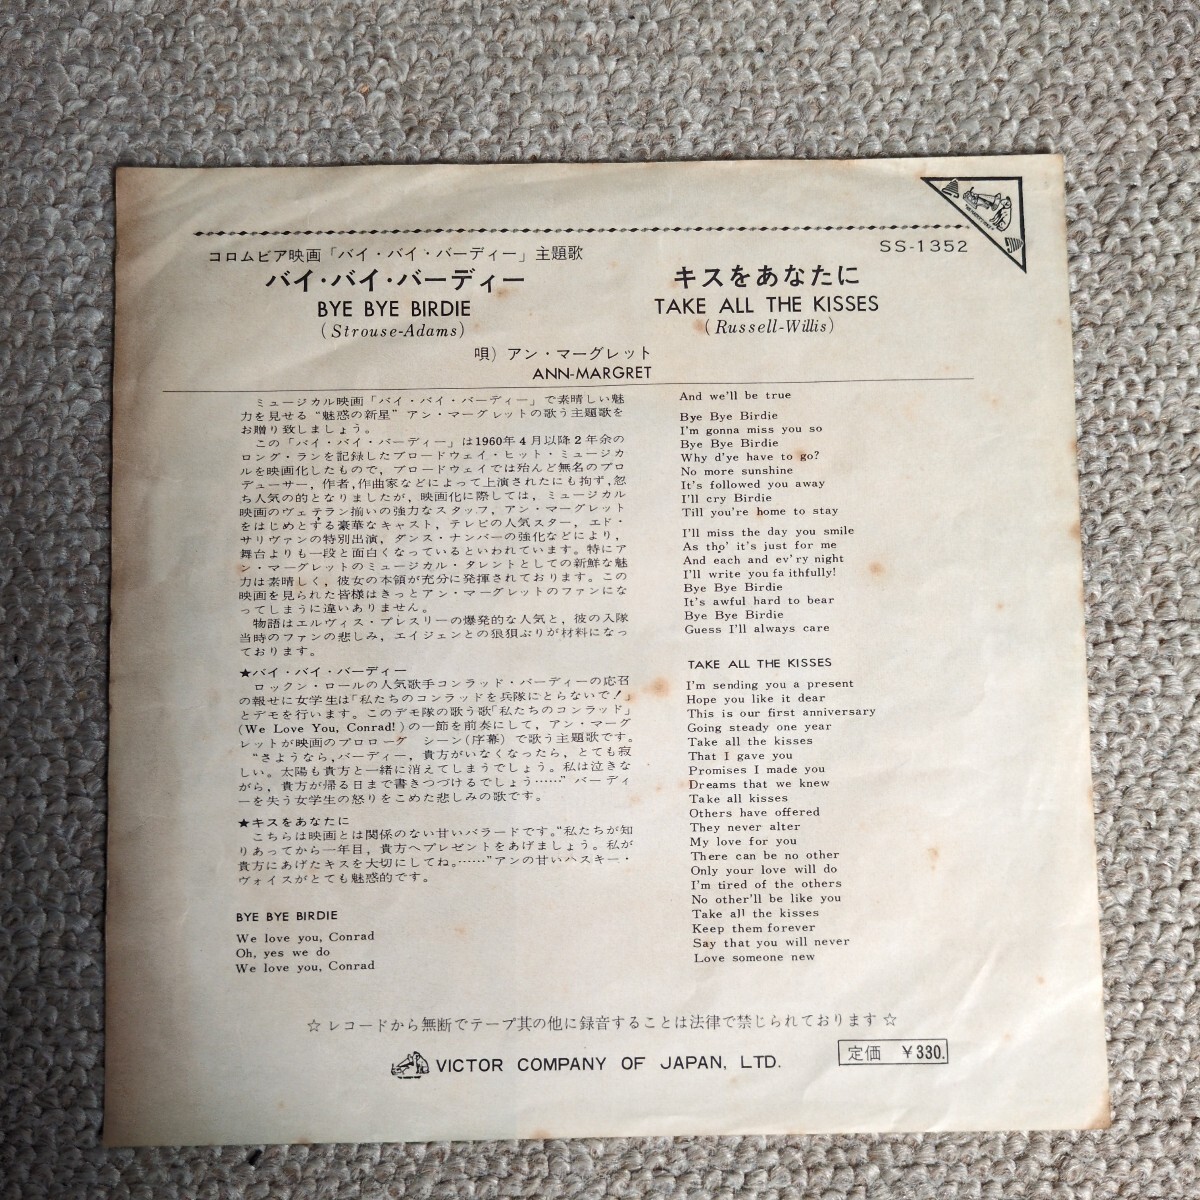 SS-1352
コロムビア映画「バイ・バイ・バーディー」主題歌
バイ・バイ・バーディー
BYE BYE BIRDIE
(Strouse-Adams)
キスをあなたに
TAKE ALL THE KISSES
(Russell-Willis)
唄) アン・マーグレット
ANN-MARGRET
ミュージカル映画「バイ・バイ・バーディー」で素晴しい魅
力を見せる“魅惑の新星”アン・マーグレットの歌う主題歌を
お贈り致しましょう。
この「バイ・バイ・バーディー」は1960年4月以降2年余の
ロング・ランを記録したブロードウェイ・ヒット・ミュージカ
ルを映画化したもので，ブロードウェイでは殆んど無名のプロ
デューサー，作者，作曲家などによって上演されたにも拘ず，忽
ち人気の的となりましたが，映画化に際しては，ミュージカル
映画のヴェテラン揃いの強力なスタッフ，アン・マーグレット
をはじめとする豪華なキャスト，テレビの人気スター，エド・
サリヴァンの特別出演，ダンス・ナンバーの強化などにより，
舞台よりも一段と面白くなっているといわれています。特にア
ン・マーグレットのミュージカル・タレントとしての新鮮な魅
力は素晴しく，彼女の本領が充分に発揮されております。この
映画を見られた皆様はきっとアン・マーグレットのファンにな
ってしまうに違いありません。
物語はエルヴィス・プレスリーの爆発的な人気と，彼の入隊
当時のファンの悲しみ，エイジェンとの狼狽ぶりが材料になっ
ております。
★バイ・バイ・バーディー
ロックン・ロールの人気歌手コンラッド・バーディーの応召
の報せに女学生は「私たちのコンラッドを兵隊にとらないで！」
とデモを行います。このデモ隊の歌う歌「私たちのコンラッド」
(We Love You, Conrad!)の一節を前奏にして，アン・マーグ
レットが映画のプロローグ シーン(字幕)で歌う主題歌です。
“さようなら，バーディー，貴方がいなくなったら，とても寂
しい。太陽も貴方と一緒に消えてしまうでしょう。私は泣きな
がら，貴方が帰る日まで書きつづけるでしょう……”バーディ
ーを失う女学生の怒りをこめた悲しみの歌です。
★キスをあなたに
こちらは映画とは関係のない甘いバラードです。“私たちが知
りあってから一年目，貴方へプレゼントをあげましょう。私が
貴方にあげたキスを大切にしてね。……”アンの甘いハスキー・
ヴォイスがとても魅惑的です。
BYE BYE BIRDIE
We love you, Conrad
Oh, yes we do
We love you, Conrad
And we'll be true
Bye Bye Birdie
I'm gonna miss you so
Bye Bye Birdie
Why d'ye have to go?
No more sunshine
It's followed you away
I'll cry Birdie
Till you're home to stay
I'll miss the day you smile
As tho' it's just for me
And each and ev'ry night
I'll write you fa ithfully!
Bye Bye Birdie
It's awful hard to bear
Bye Bye Birdie
Guess I'll always care
TAKE ALL THE KISSES
I'm sending you a present
Hope you like it dear
This is our first anniversary
Going steady one year
Take all the kisses
That I gave you
Promises I made you
Dreams that we knew
Take all kisses
Others have offered
They never alter
My love for you
There can be no other
Only your love will do
I'm tired of the others
No other'll be like you
Take all the kisses
Keep them forever
Say that you will never
Love someone new
☆レコードから無断でテープ其の他に録音することは法律で禁じられております☆
VICTOR COMPANY OF JAPAN, LTD.
定価 ¥330.